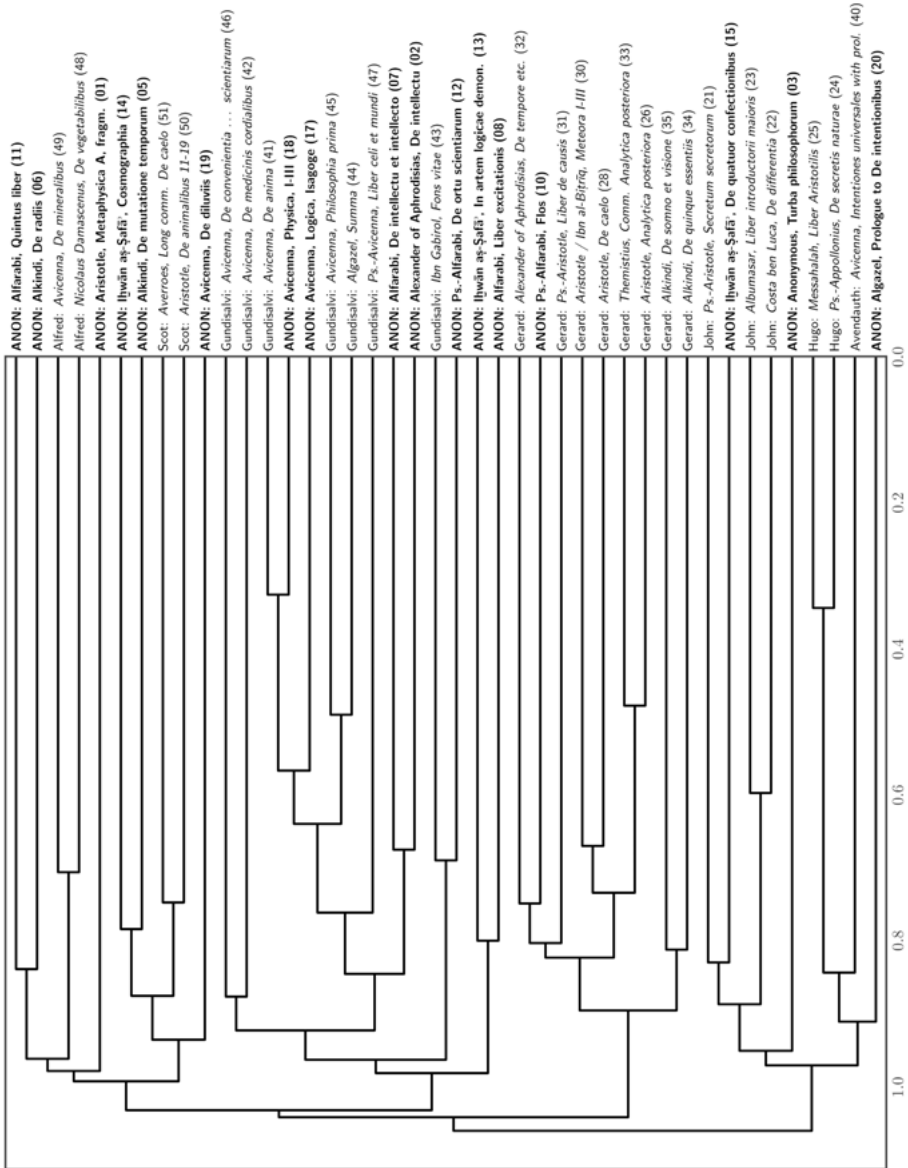 ANON: Alfarabi, Quintus liber (11)
ANON: Alkindi, De radiis (06)
Alfred: Avicenna, De mineralibus (49)
Alfred: Nicolaus Damascenus, De vegetabilibus (48)
ANON: Aristotle, Metaphysica A, fragm. (01)
ANON: Iḫwān aṣ-Ṣafāʾ, Cosmographia (14)
ANON: Alkindi, De mutatione temporum (05)
Scot: Averroes, Long comm. De caelo (51)
Scot: Aristotle, De animalibus 11-19 (50)
ANON: Avicenna, De diluviis (19)
Gundisalvi: Avicenna, De convenientia ... scientiarum (46)
Gundisalvi: Avicenna, De medicinis cordialibus (42)
Gundisalvi: Avicenna, De anima (41)
ANON: Avicenna, Physica, I-III (18)
ANON: Avicenna, Logica, Isagoge (17)
Gundisalvi: Avicenna, Philosophia prima (45)
Gundisalvi: Algazel, Summa (44)
Gundisalvi: Ps.-Avicenna, Liber celi et mundi (47)
ANON: Alfarabi, De intellectu et intellecto (07)
ANON: Alexander of Aphrodisias, De intellectu (02)
Gundisalvi: Ibn Gabirol, Fons vitae (43)
ANON: Ps.-Alfarabi, De ortu scientiarum (12)
ANON: Iḫwān aṣ-Ṣafāʾ, In artem logicae demon. (13)
ANON: Alfarabi, Liber excitationis (08)
Gerard: Alexander of Aphrodisias, De tempore etc. (32)
ANON: Ps.-Alfarabi, Flos (10)
Gerard: Ps.-Aristotle, Liber de causis (31)
Gerard: Aristotle / Ibn al-Biṭrīq, Meteora I-III (30)
Gerard: Aristotle, De caelo (28)
Gerard: Themistius, Comm. Analytica posteriora (33)
Gerard: Aristotle, Analytica posteriora (26)
Gerard: Alkindi, De somno et visione (35)
Gerard: Alkindi, De quinque essentiis (34)
John: Ps.-Aristotle, Secretum secretorum (21)
ANON: Iḫwān aṣ-Ṣafāʾ, De quatuor confectionibus (15)
John: Albumasar, Liber introductorii maioris (23)
John: Costa ben Luca, De differentia (22)
ANON: Anonymous, Turba philosophorum (03)
Hugo: Messahalah, Liber Aristotilis (25)
Hugo: Ps.-Appollonius, De secretis naturae (24)
Avendauth: Avicenna, Intentiones universales with prol. (40)
ANON: Algazel, Prologue to De intentionibus (20)
0.0
0.2
0.4
0.6
0.8
1.0